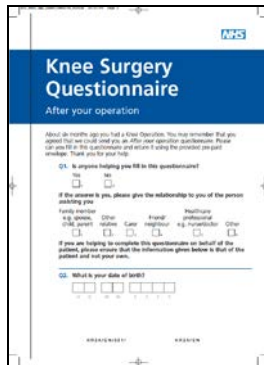 NHS
Knee Surgery
Questionnaire
After your operation
About six months ago you had a Knee Operation. You may remember that you
agreed that we could send you an After your operation questionnaire. Please
can you fill in this questionnaire and return it using the provided pre-paid
envelope. Thank you for your help.
Q1. Is anyone helping you fill in this questionnaire?
Yes No
If the answer is yes, please give the relationship to you of the person
assisting you
Family member Healthcare
e.g. spouse, Other Friend/ professional
child, parent relative Carer neighbour e.g. nurse/doctor Other
If you are helping to complete this questionnaire on behalf of the
patient, please ensure that the information given below is that of the
patient and not your own.
Q2. What is your date of birth?
D D M M Y Y Y Y